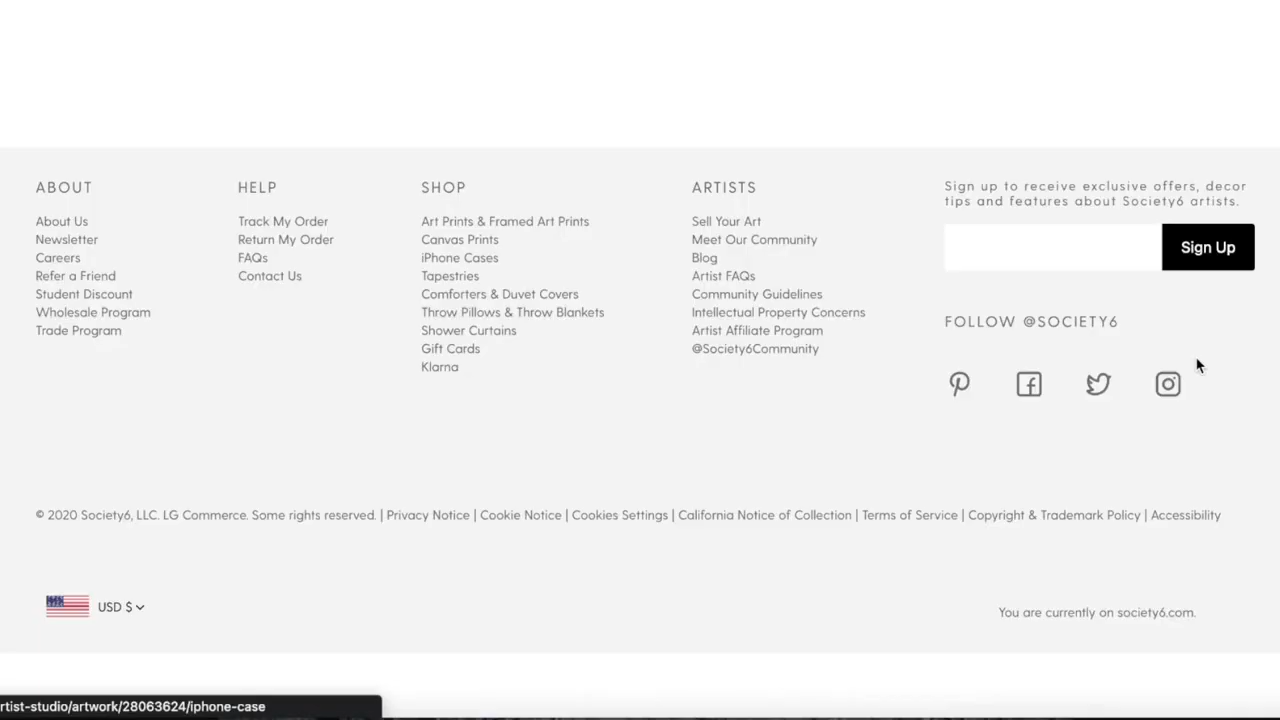 ABOUT
About Us
Newsletter
Careers
Refer a Friend
Student Discount
Wholesale Program
Trade Program
HELP
Track My Order
Return My Order
FAQs
Contact Us
SHOP
Art Prints & Framed Art Prints
Canvas Prints
iPhone Cases
Tapestries
Comforters & Duvet Covers
Throw Pillows & Throw Blankets
Shower Curtains
Gift Cards
Klarna
ARTISTS
Sell Your Art
Meet Our Community
Blog
Artist FAQs
Community Guidelines
Intellectual Property Concerns
Artist Affiliate Program
@Society6Community
Sign up to receive exclusive offers, decor
tips and features about Society6 artists.
Sign Up
FOLLOW @SOCIETY6
© 2020 Society6, LLC. LG Commerce. Some rights reserved. | Privacy Notice | Cookie Notice | Cookies Settings | California Notice of Collection | Terms of Service | Copyright & Trademark Policy | Accessibility
USD $
You are currently on society6.com.
rtist-studio/artwork/28063624/iphone-case